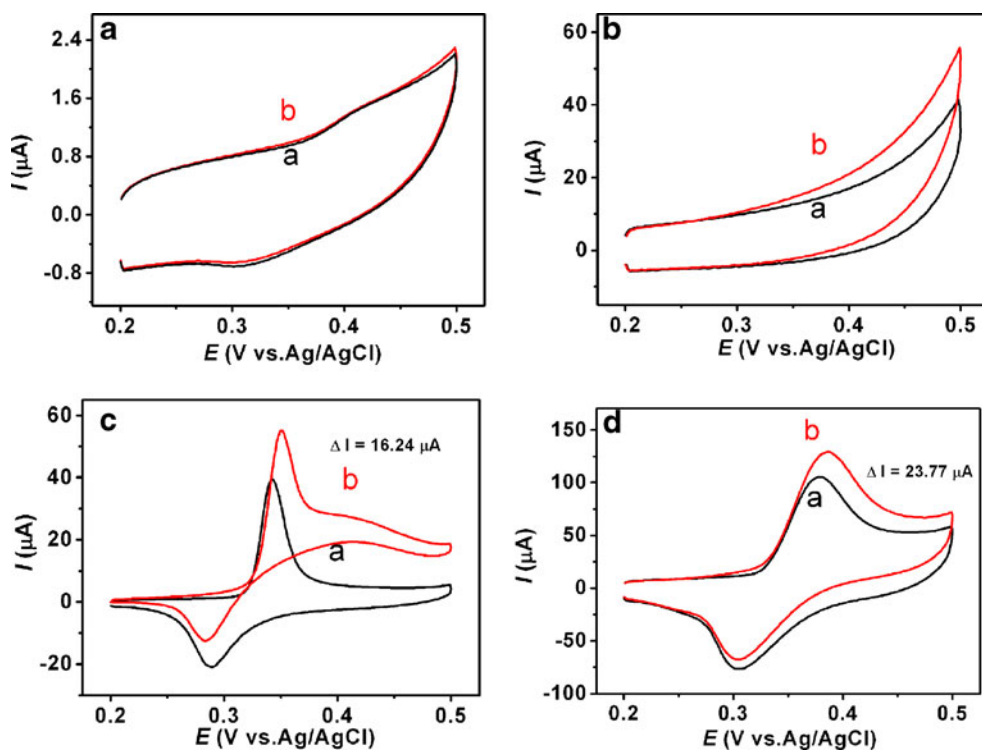 a
2.4
1.6
0.8
0.0
-0.8
I (μA)
b
a
0.2 0.3 0.4 0.5
E (V vs.Ag/AgCl)
b
60
40
20
0
I (μA)
b
a
0.2 0.3 0.4 0.5
E (V vs.Ag/AgCl)
c
60
40
20
0
-20
I (μA)
Δ I = 16.24 μA
b
a
0.2 0.3 0.4 0.5
E (V vs.Ag/AgCl)
d
150
100
50
0
-50
-100
I (μA)
b
Δ I = 23.77 μA
a
0.2 0.3 0.4 0.5
E (V vs.Ag/AgCl)